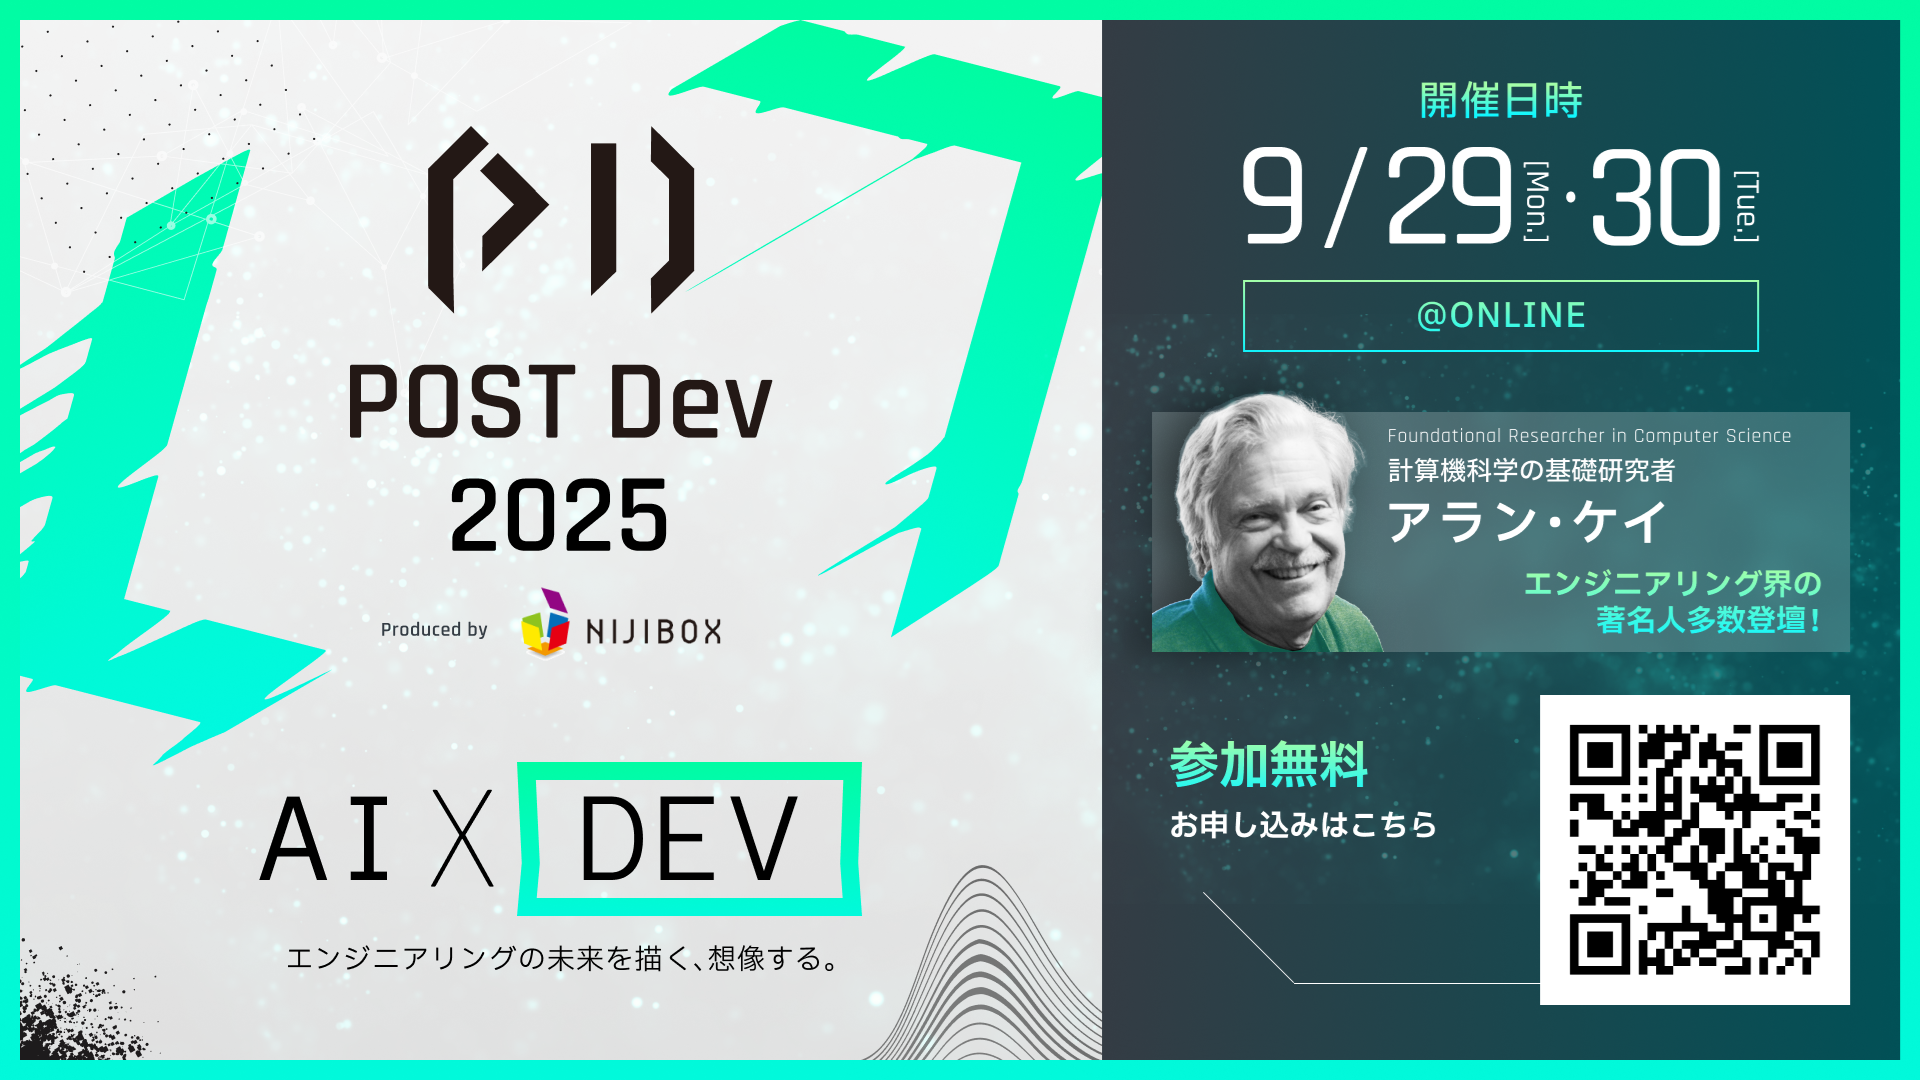 POST Dev
2025
Produced by NIJIBOX
AI X DEV
エンジニアリングの未来を描く、想像する。
開催日時
9/29[Mon.]・30[Tue.]
@ONLINE
Foundational Researcher in Computer Science
計算機科学の基礎研究者
アラン・ケイ
エンジニアリング界の
著名人多数登壇!
参加無料
お申し込みはこちら